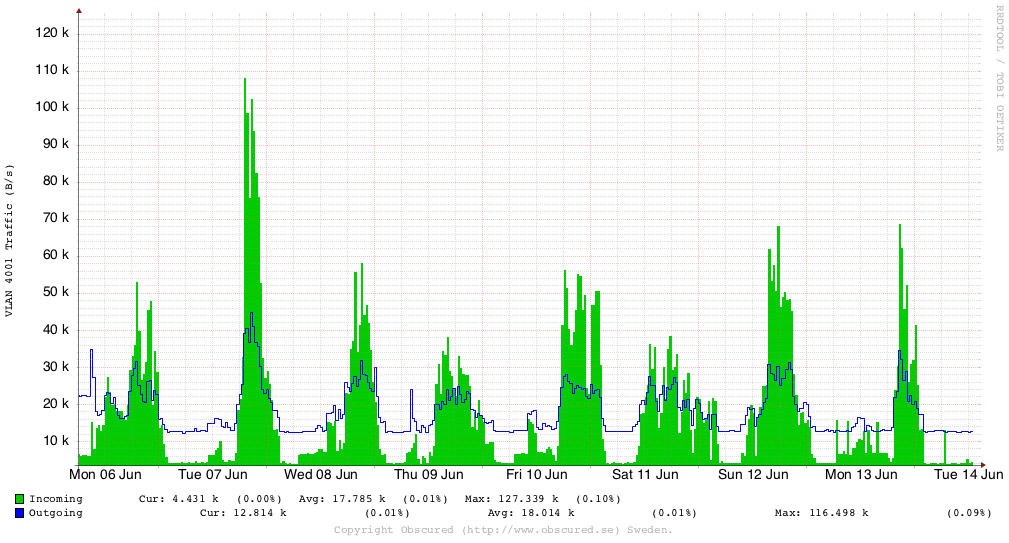 RRDTOOL / TOBI OETIKER
VLAN 4001 Traffic (B/s)
120 k
110 k
100 k
90 k
80 k
70 k
60 k
50 k
40 k
30 k
20 k
10 k
Mon 06 Jun Tue 07 Jun Wed 08 Jun Thu 09 Jun Fri 10 Jun Sat 11 Jun Sun 12 Jun Mon 13 Jun Tue 14 Jun
Incoming Cur: 4.431 k (0.00%) Avg: 17.785 k (0.01%) Max: 127.339 k (0.10%)
Outgoing Cur: 12.814 k (0.01%) Avg: 18.014 k (0.01%) Max: 116.498 k (0.09%)
Copyright Obscured (http://www.obscured.se) Sweden.